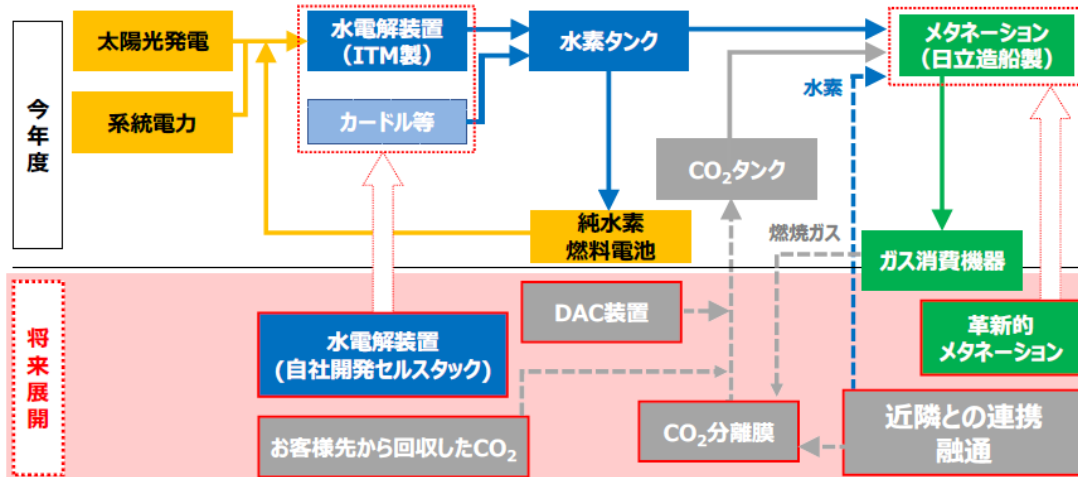 今年度
太陽光発電
系統電力
水電解装置
（ITM製）
カードル等
水素タンク
純水素
燃料電池
CO₂タンク
水素
メタネーション
（日立造船製）
燃焼ガス
ガス消費機器
将来展開
水電解装置
(自社開発セルスタック)
お客様先から回収したCO₂
DAC装置
CO₂分離膜
革新的
メタネーション
近隣との連携
融通